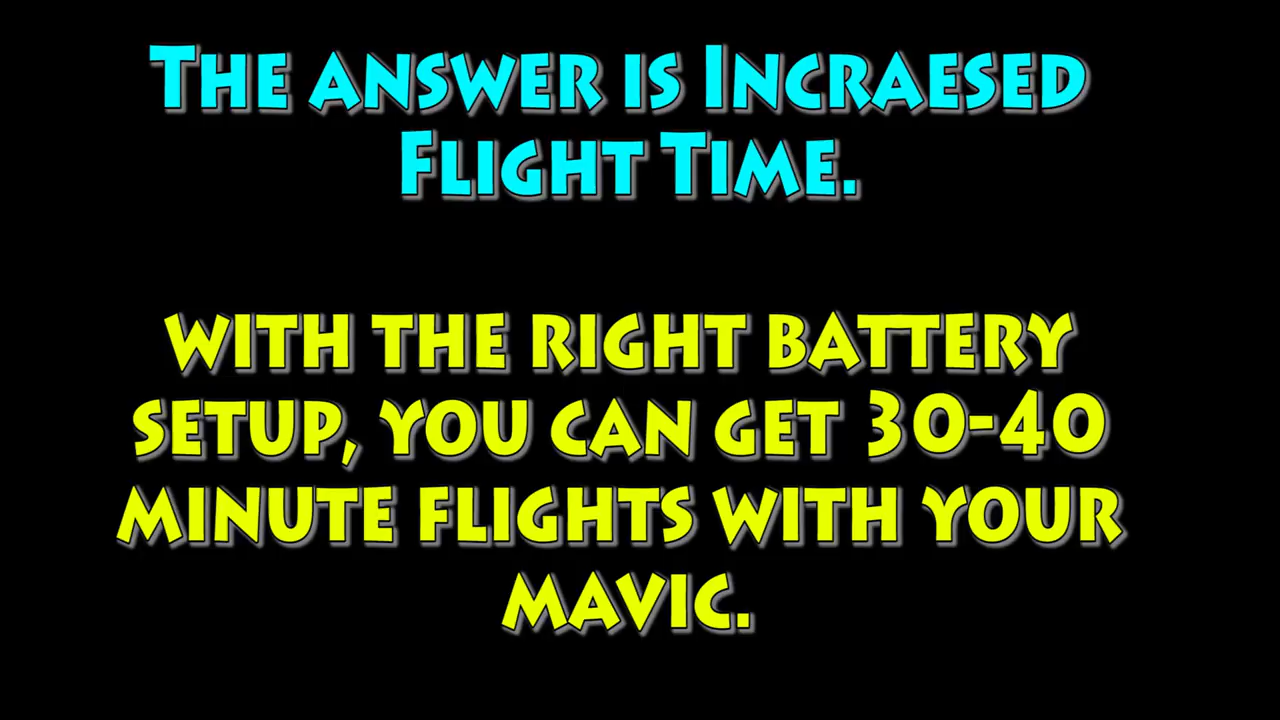 The answer is Incraesed
Flight Time.
with the right battery
setup, you can get 30-40
minute flights with your
mavic.